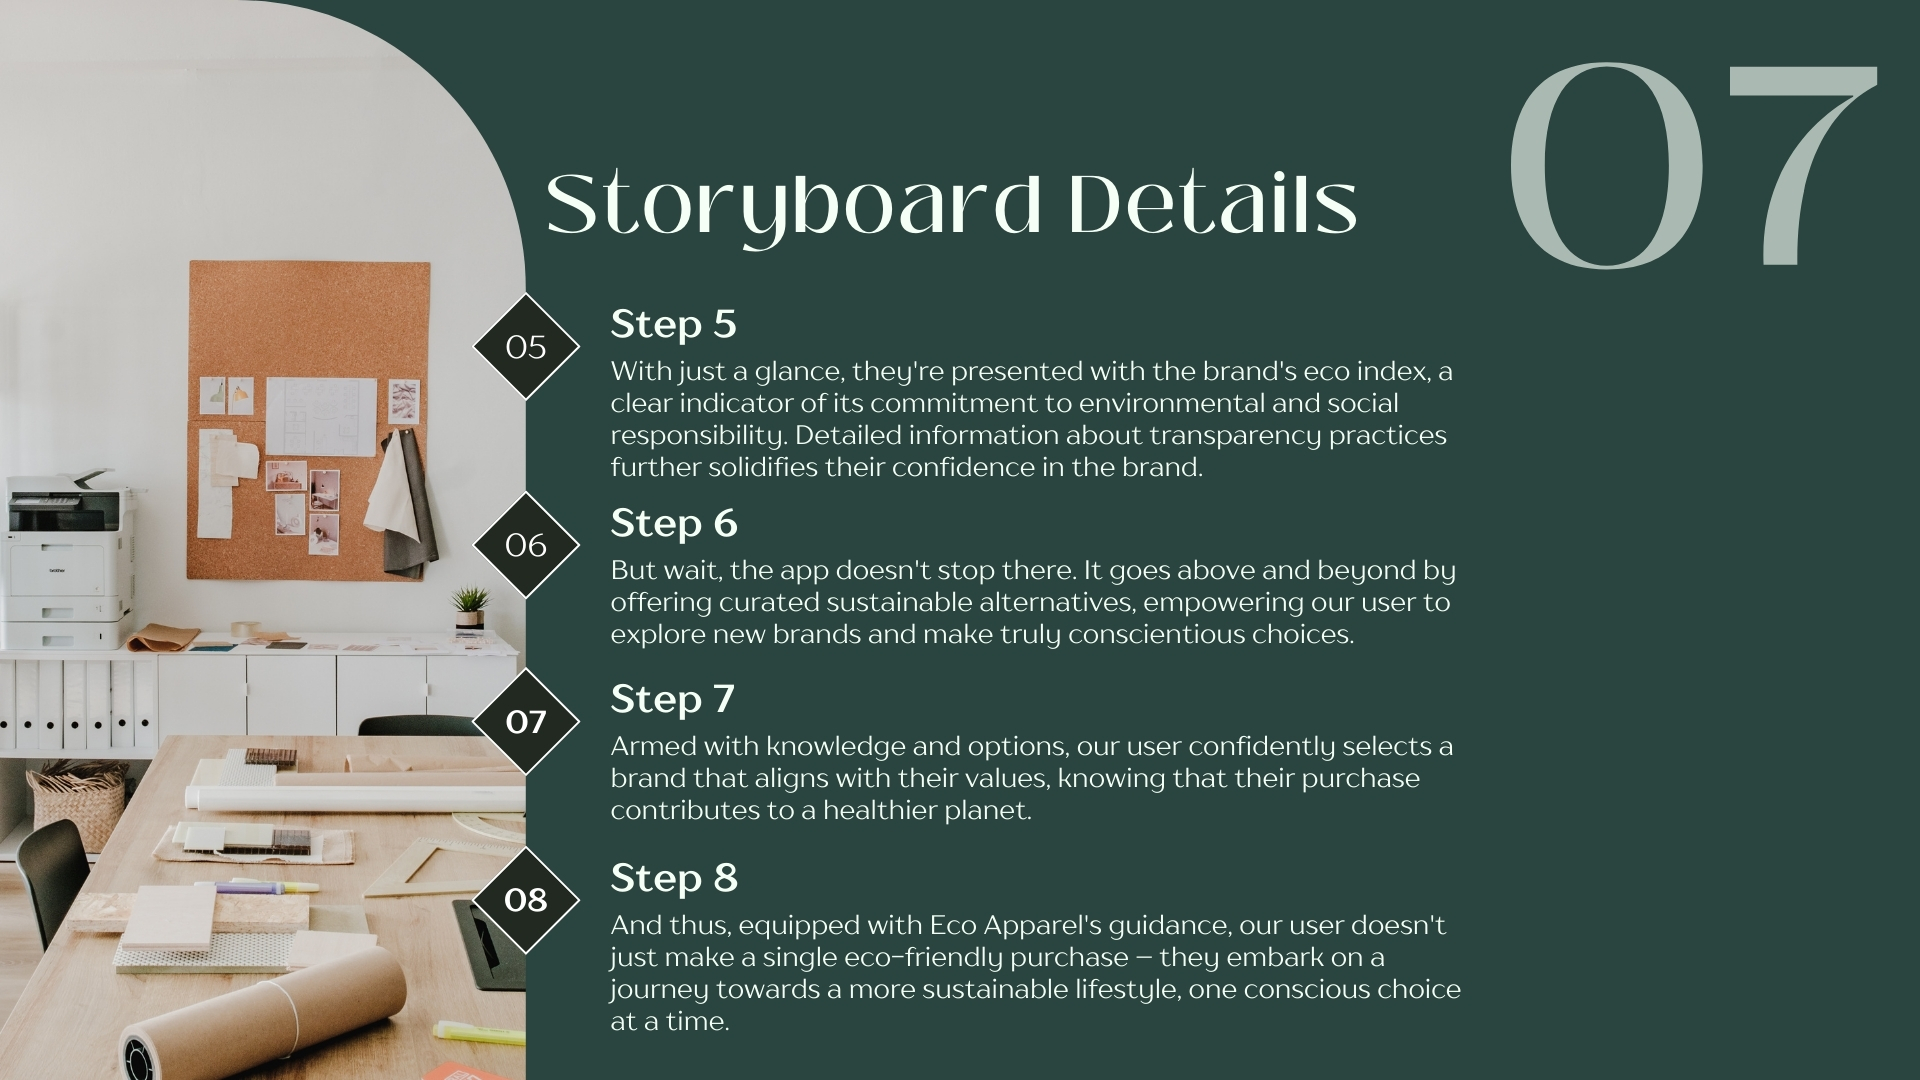 07
Storyboard Details
05
Step 5
With just a glance, they're presented with the brand's eco index, a
clear indicator of its commitment to environmental and social
responsibility. Detailed information about transparency practices
further solidifies their confidence in the brand.
06
Step 6
But wait, the app doesn't stop there. It goes above and beyond by
offering curated sustainable alternatives, empowering our user to
explore new brands and make truly conscientious choices.
07
Step 7
Armed with knowledge and options, our user confidently selects a
brand that aligns with their values, knowing that their purchase
contributes to a healthier planet.
08
Step 8
And thus, equipped with Eco Apparel's guidance, our user doesn't
just make a single eco-friendly purchase – they embark on a
journey towards a more sustainable lifestyle, one conscious choice
at a time.
brother